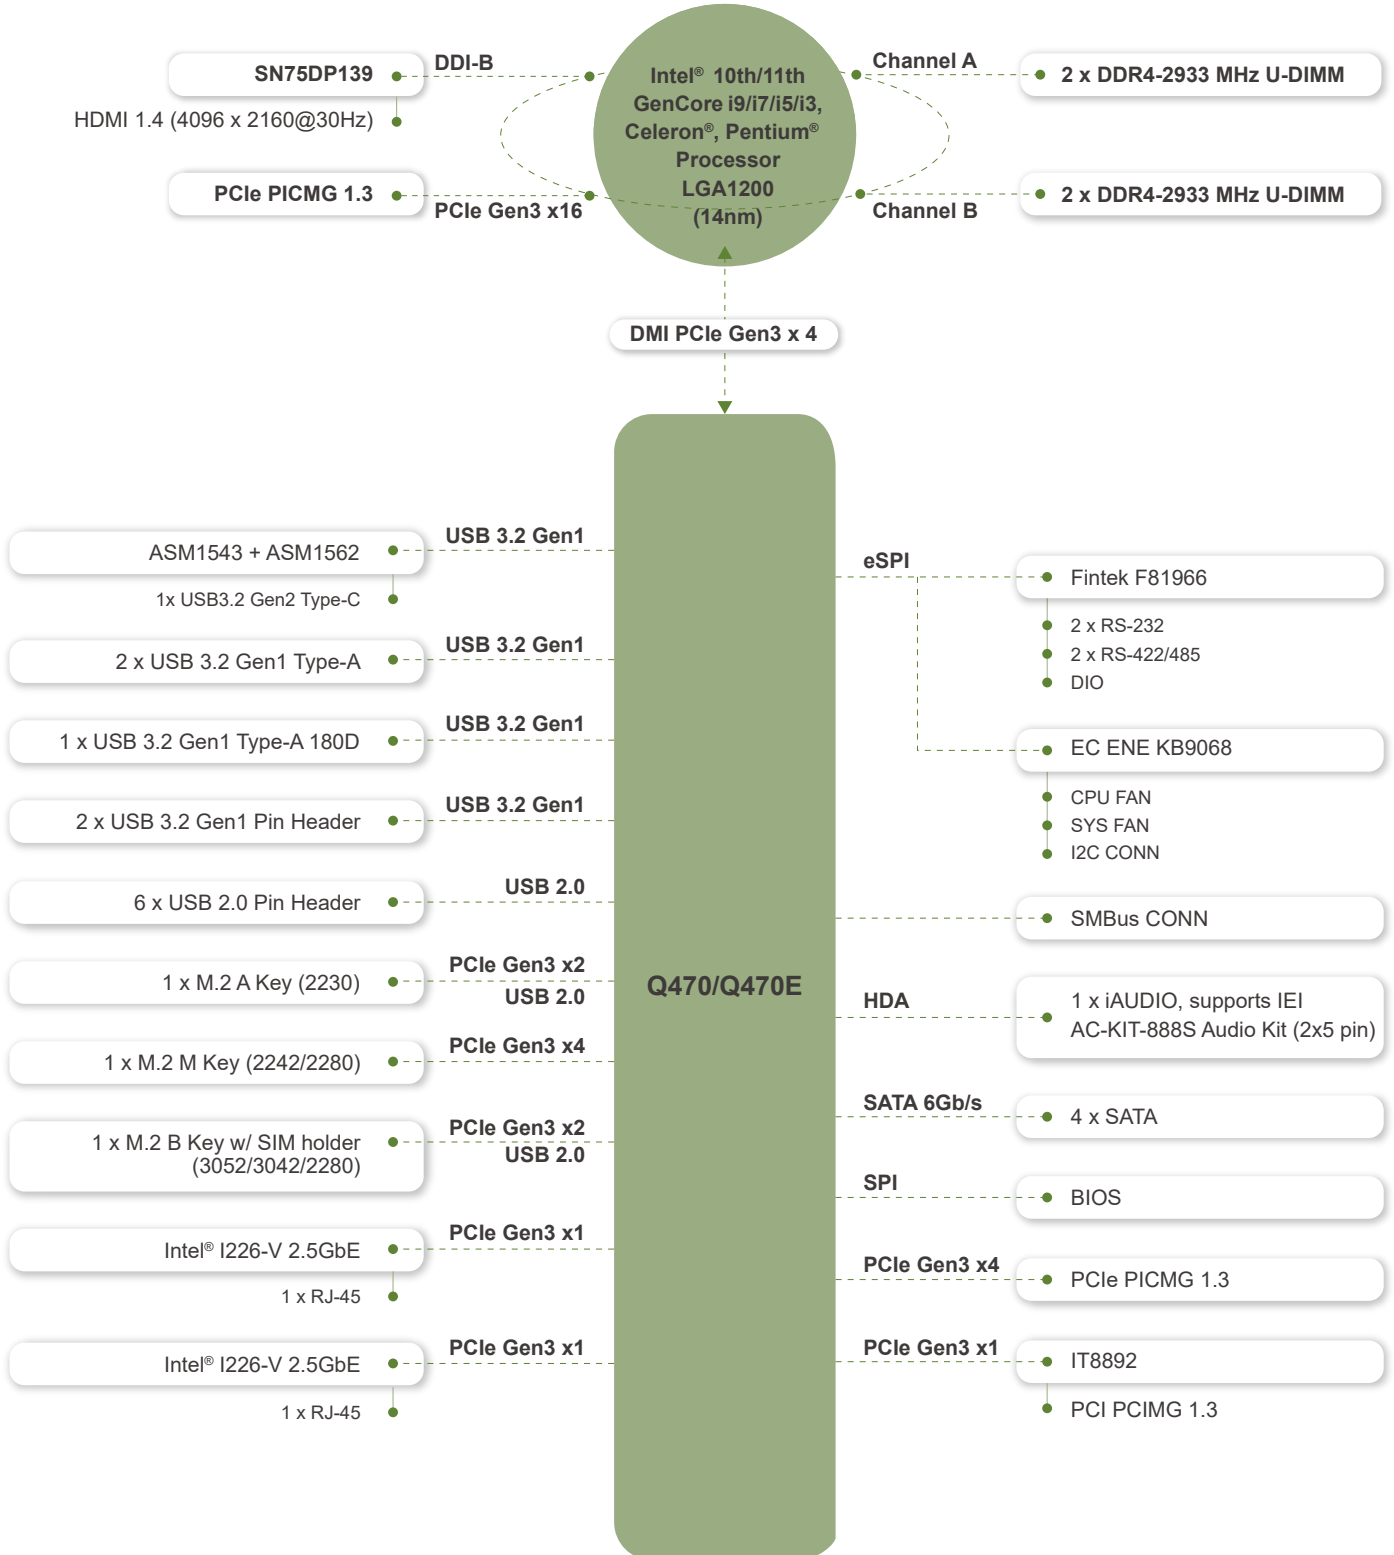 SN75DP139
DDI-B
HDMI 1.4 (4096 x 2160@30Hz)
PCIe PICMG 1.3
PCIe Gen3 x16
Intel® 10th/11th
GenCore i9/i7/i5/i3,
Celeron®, Pentium®
Processor
LGA1200
(14nm)
Channel A
2 x DDR4-2933 MHz U-DIMM
Channel B
2 x DDR4-2933 MHz U-DIMM
DMI PCIe Gen3 x 4
Q470/Q470E
USB 3.2 Gen1
ASM1543 + ASM1562
1x USB3.2 Gen2 Type-C
USB 3.2 Gen1
2 x USB 3.2 Gen1 Type-A
USB 3.2 Gen1
1 x USB 3.2 Gen1 Type-A 180D
USB 3.2 Gen1
2 x USB 3.2 Gen1 Pin Header
USB 2.0
6 x USB 2.0 Pin Header
PCIe Gen3 x2
1 x M.2 A Key (2230)
USB 2.0
PCIe Gen3 x4
1 x M.2 M Key (2242/2280)
PCIe Gen3 x2
1 x M.2 B Key w/ SIM holder
USB 2.0
(3052/3042/2280)
PCIe Gen3 x1
Intel® I226-V 2.5GbE
1 x RJ-45
PCIe Gen3 x1
Intel® I226-V 2.5GbE
1 x RJ-45
eSPI
Fintek F81966
2 x RS-232
2 x RS-422/485
DIO
EC ENE KB9068
CPU FAN
SYS FAN
I2C CONN
SMBus CONN
HDA
1 x iAUDIO, supports IEI
AC-KIT-888S Audio Kit (2x5 pin)
SATA 6Gb/s
4 x SATA
SPI
BIOS
PCIe Gen3 x4
PCIe PICMG 1.3
PCIe Gen3 x1
IT8892
PCI PCIMG 1.3